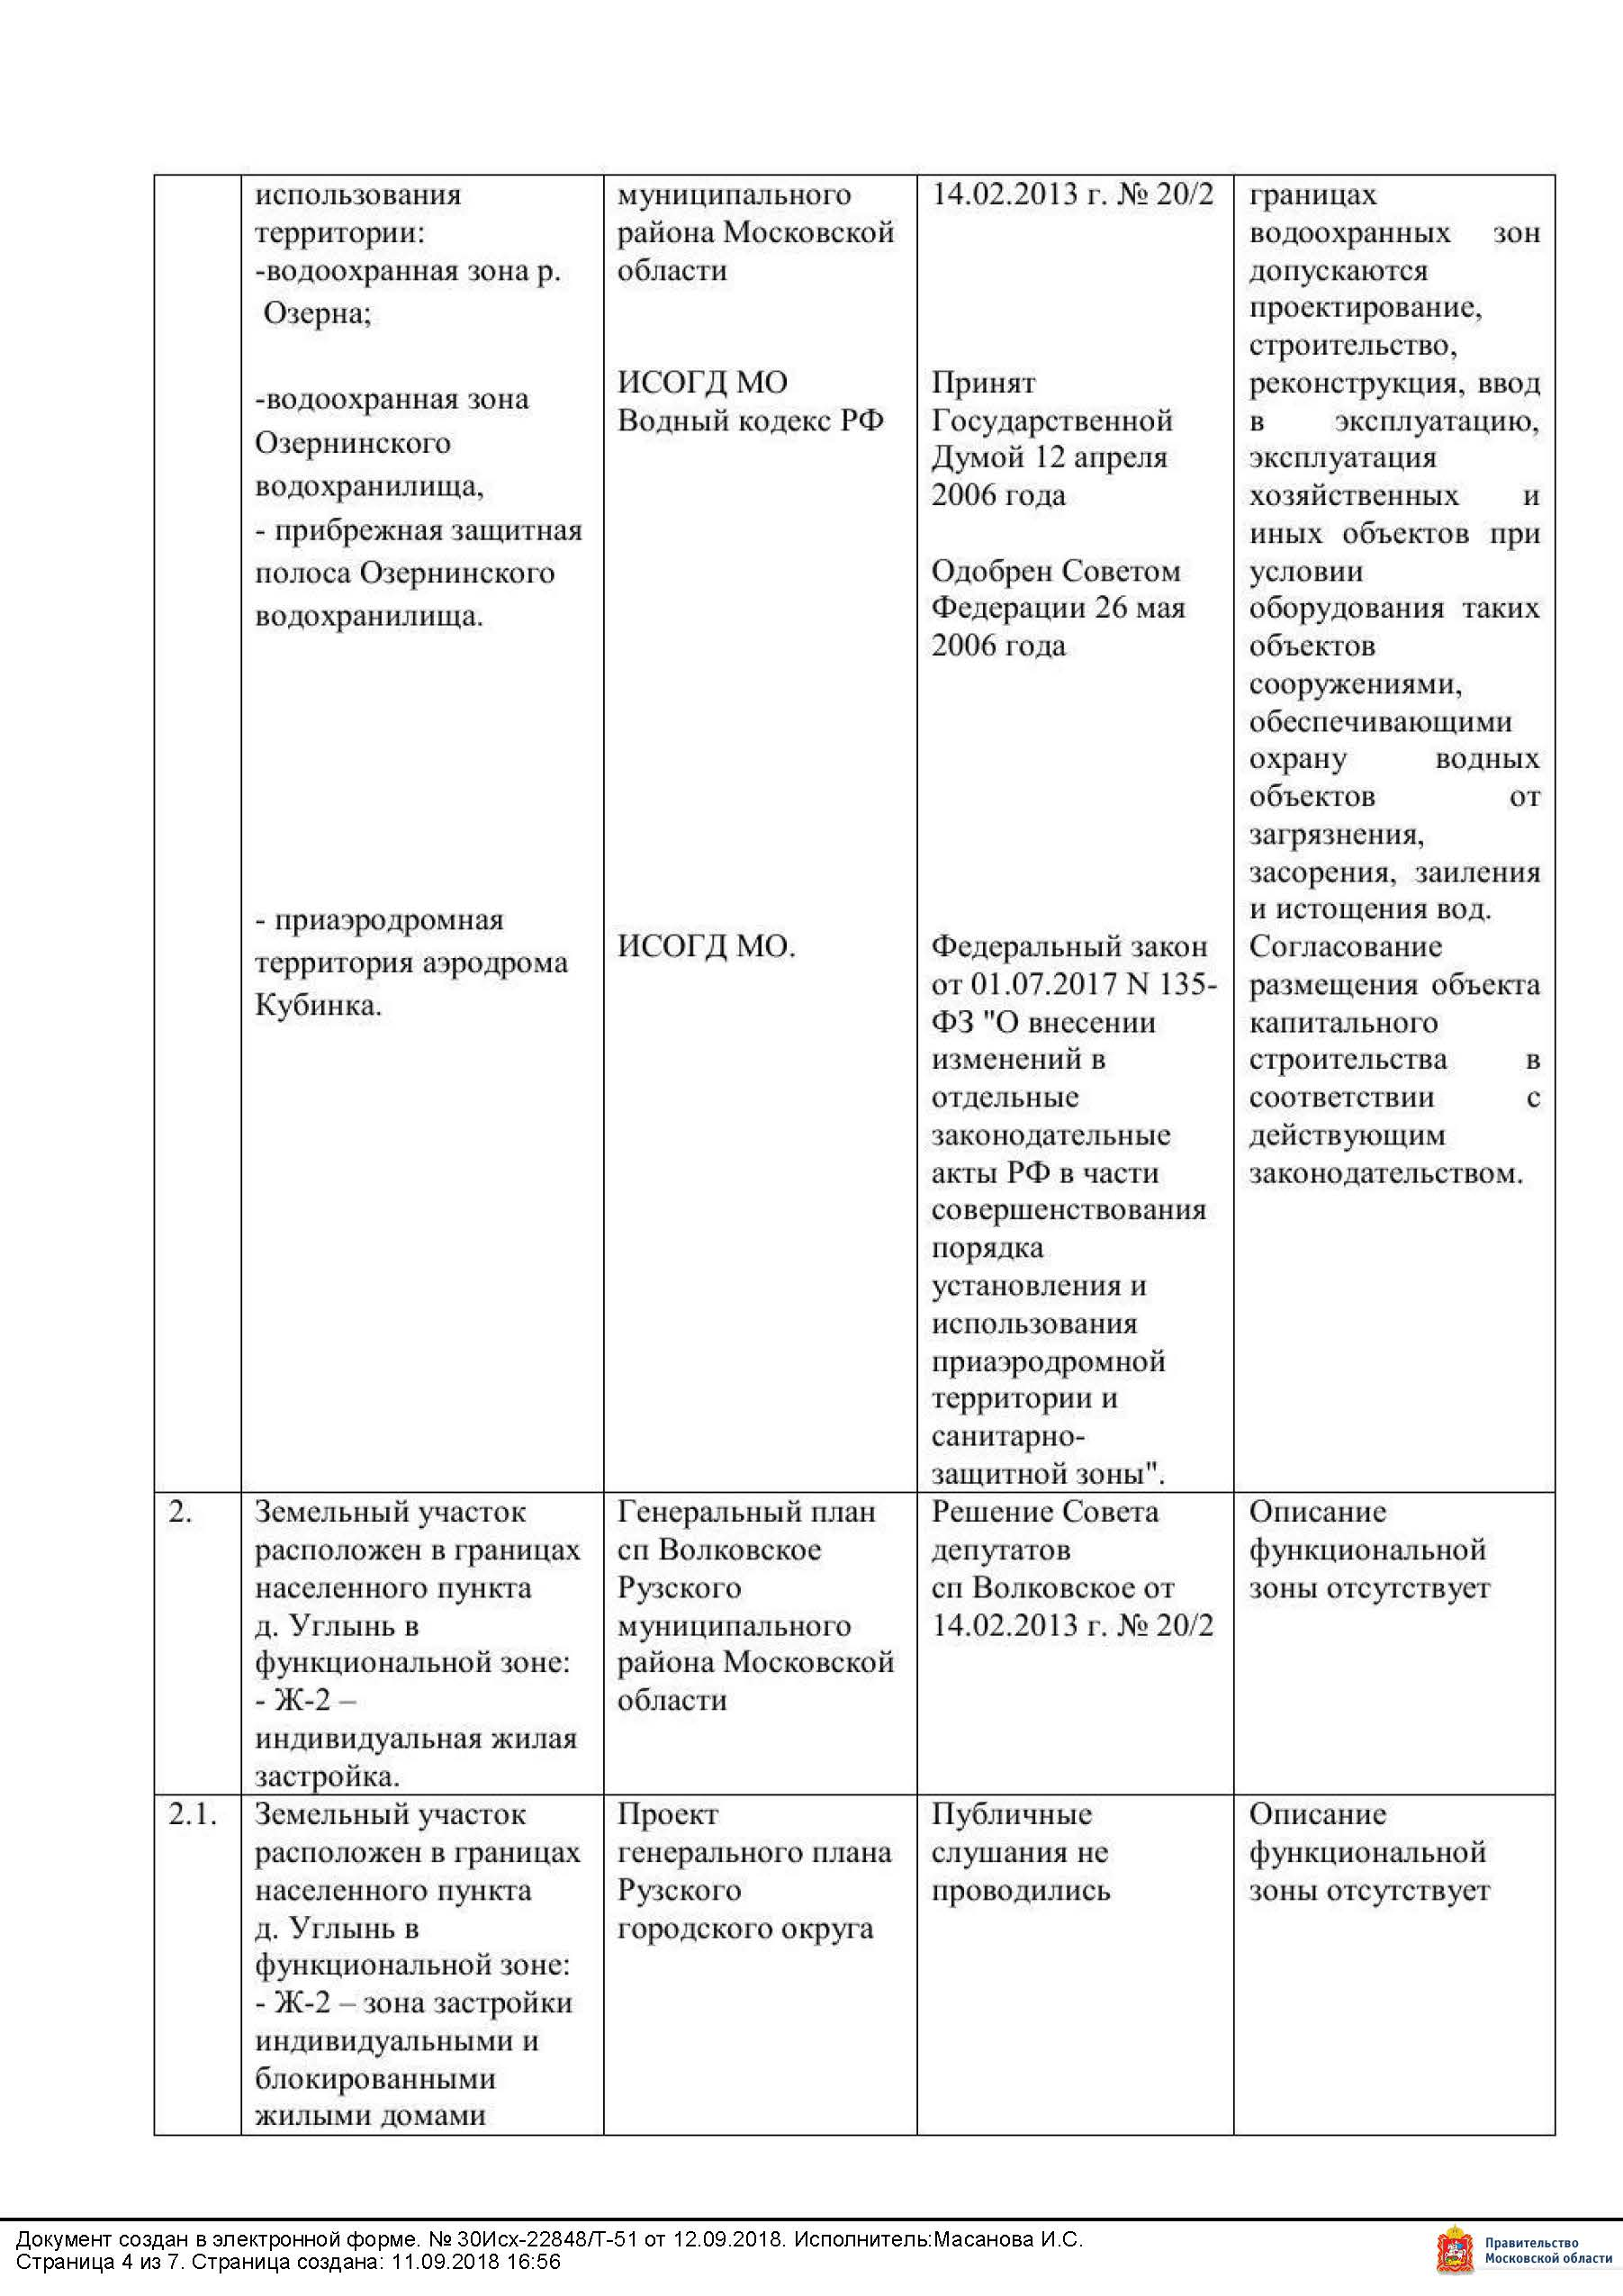 использования
территории:
-водоохранная зона р.
Озерна;
-водоохранная зона
Озернинского
водохранилища,
- прибрежная защитная
полоса Озернинского
водохранилища.
- приаэродромная
территория аэродрома
Кубинка.
муниципального
района Московской
области
ИСОГД МО
Водный кодекс РФ
ИСОГД МО.
14.02.2013 г. № 20/2
Принят
Государственной
Думой 12 апреля
2006 года
Одобрен Советом
Федерации 26 мая
2006 года
Федеральный закон
от 01.07.2017 N 135-
ФЗ "О внесении
изменений в
отдельные
законодательные
акты РФ в части
совершенствования
порядка
установления и
использования
приаэродромной
территории и
санитарно-
защитной зоны".
границах
водоохранных зон
допускаются
проектирование,
строительство,
реконструкция, ввод
в эксплуатацию,
эксплуатация
хозяйственных и
иных объектов при
условии
оборудования таких
объектов
сооружениями,
обеспечивающими
охрану водных
объектов от
загрязнения,
засорения, заиления
и истощения вод.
Согласование
размещения объекта
капитального
строительства в
соответствии с
действующим
законодательством.
2.
Земельный участок
расположен в границах
населенного пункта
д. Углынь в
функциональной зоне:
- Ж-2 –
индивидуальная жилая
застройка.
Генеральный план
сп Волковское
Рузского
муниципального
района Московской
области
Решение Совета
депутатов
сп Волковское от
14.02.2013 г. № 20/2
Описание
функциональной
зоны отсутствует
2.1.
Земельный участок
расположен в границах
населенного пункта
д. Углынь в
функциональной зоне:
- Ж-2 – зона застройки
индивидуальными и
блокированными
жилыми домами
Проект
генерального плана
Рузского
городского округа
Публичные
слушания не
проводились
Описание
функциональной
зоны отсутствует
Документ создан в электронной форме. № 30Исх-22848/Т-51 от 12.09.2018. Исполнитель:Масанова И.С.
Страница 4 из 7. Страница создана: 11.09.2018 16:56
Правительство
Московской области